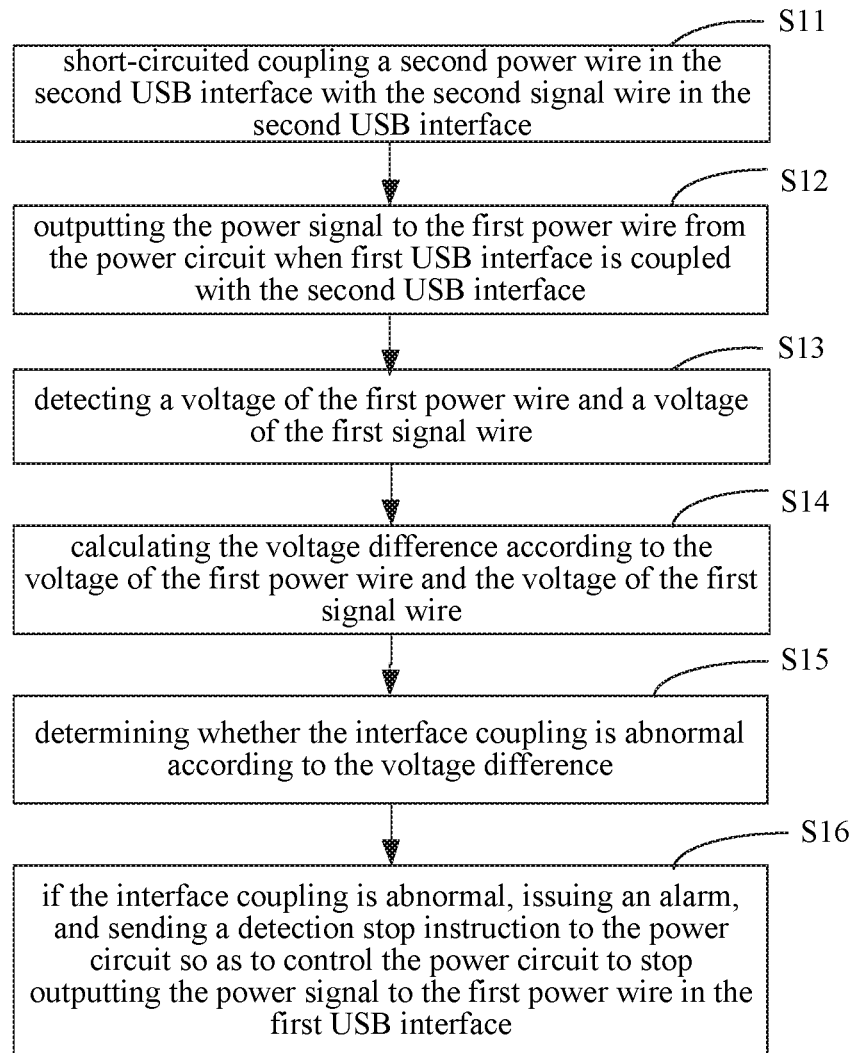 S11
short-circuited coupling a second power wire in the
second USB interface with the second signal wire in the
second USB interface
S12
outputting the power signal to the first power wire from
the power circuit when first USB interface is coupled
with the second USB interface
S13
detecting a voltage of the first power wire and a voltage
of the first signal wire
S14
calculating the voltage difference according to the
voltage of the first power wire and the voltage of the first
signal wire
S15
determining whether the interface coupling is abnormal
according to the voltage difference
S16
if the interface coupling is abnormal, issuing an alarm,
and sending a detection stop instruction to the power
circuit so as to control the power circuit to stop
outputting the power signal to the first power wire in the
first USB interface